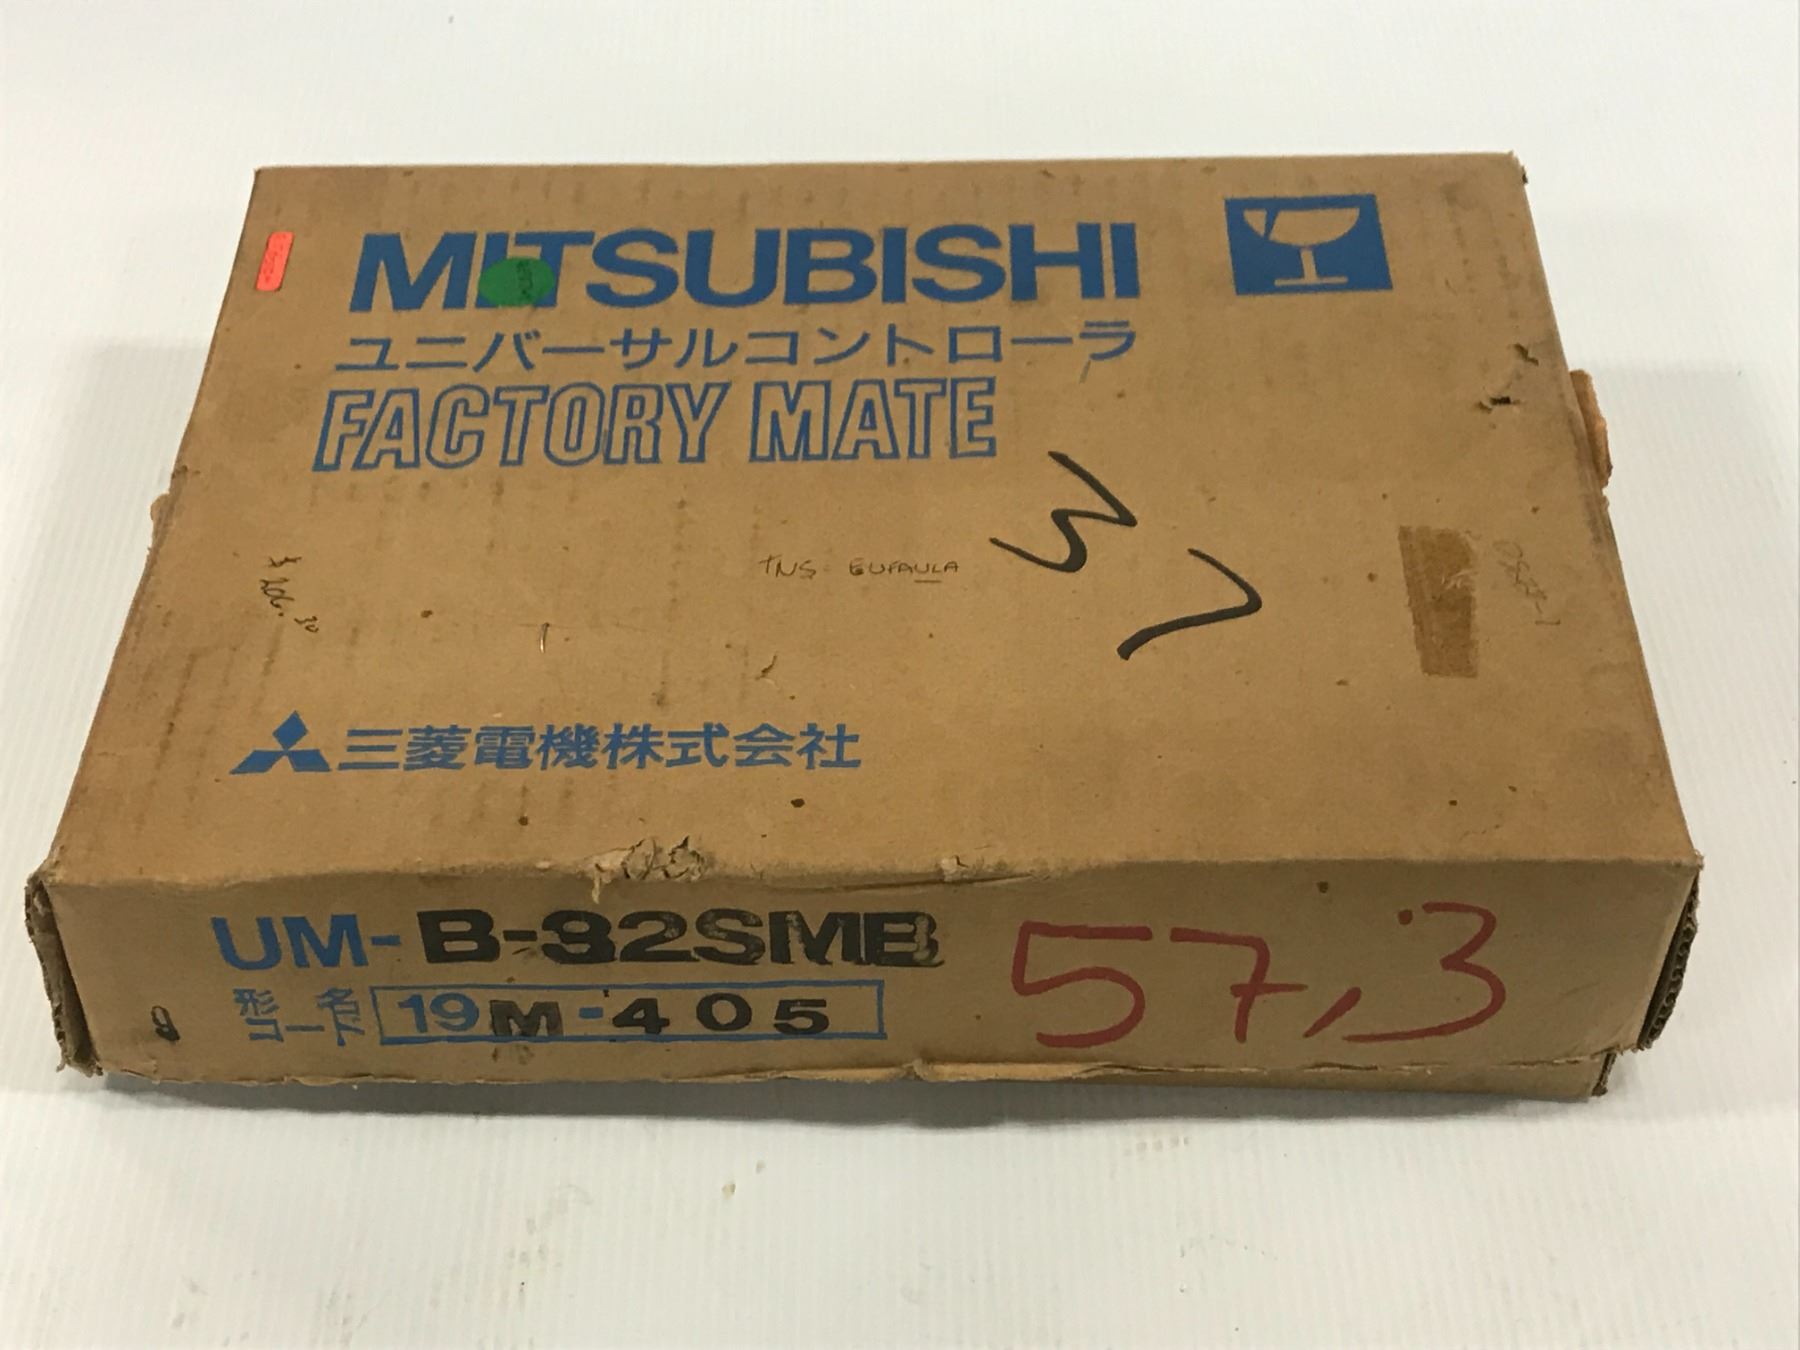 MITSUBISHI
ユニバーサルコントローラ
FACTORY MATE
37
TNS EUFAULA
三菱電機株式会社
UM-B-32SMB
形名
コード 19M-405
57,3